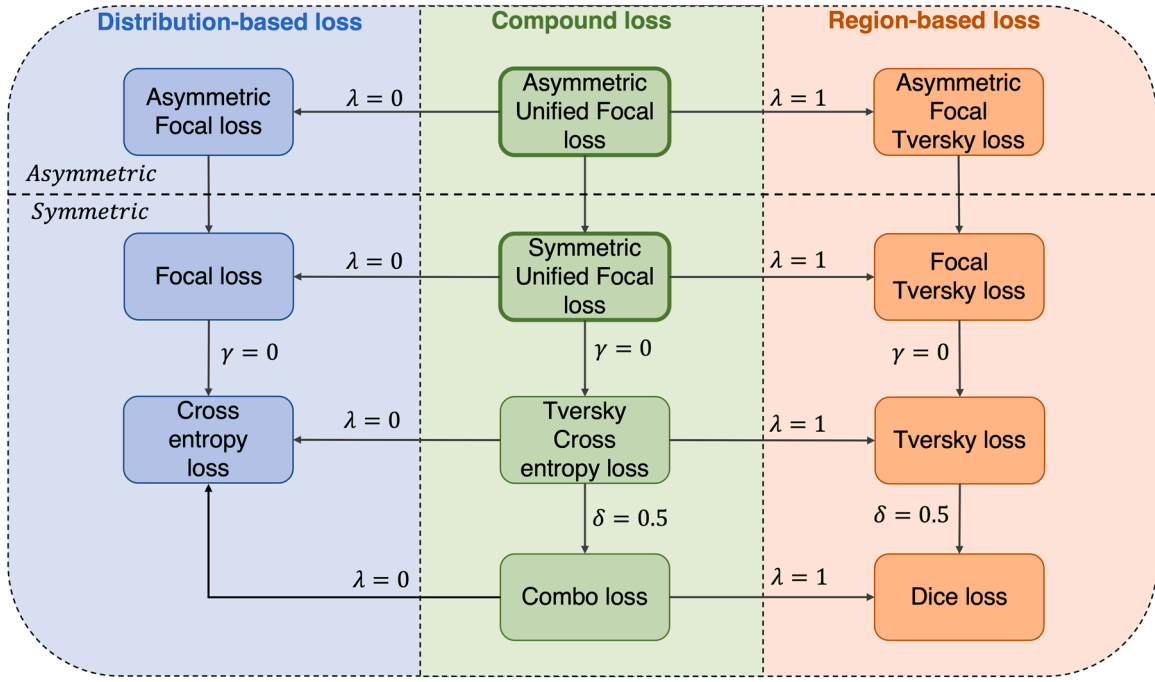 Distribution-based loss
Compound loss
Region-based loss
Asymmetric
Focal loss
λ = 0
Asymmetric
Unified Focal
loss
λ = 1
Asymmetric
Focal
Tversky loss
Asymmetric
Symmetric
Focal loss
λ = 0
Symmetric
Unified Focal
loss
λ = 1
Focal
Tversky loss
γ = 0
γ = 0
γ = 0
Cross
entropy
loss
λ = 0
Tversky
Cross
entropy loss
λ = 1
Tversky loss
δ = 0.5
δ = 0.5
λ = 0
Combo loss
λ = 1
Dice loss